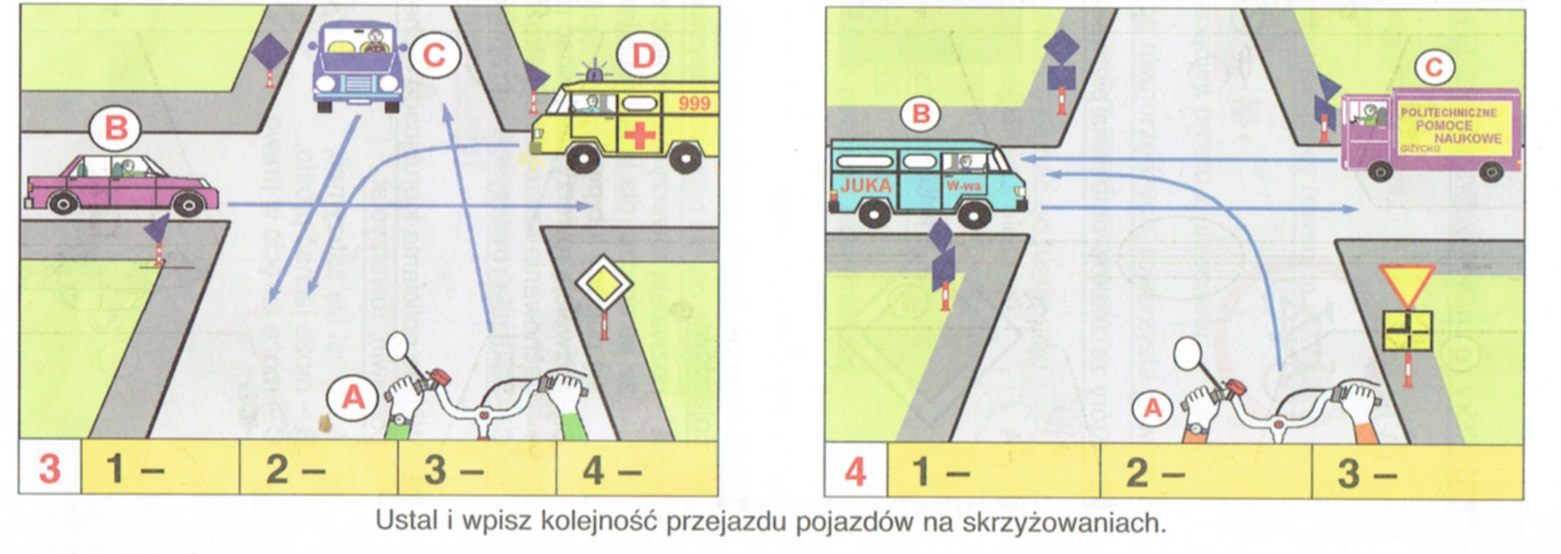 C
D
B
999
A
3 1 – 2 – 3 – 4 –
C
B
POLITECHNICZNE
POMOCE
NAUKOWE
GIŻYCKO
JUKA W-wa
A
4 1 – 2 – 3 –
Ustal i wpisz kolejność przejazdu pojazdów na skrzyżowaniach.